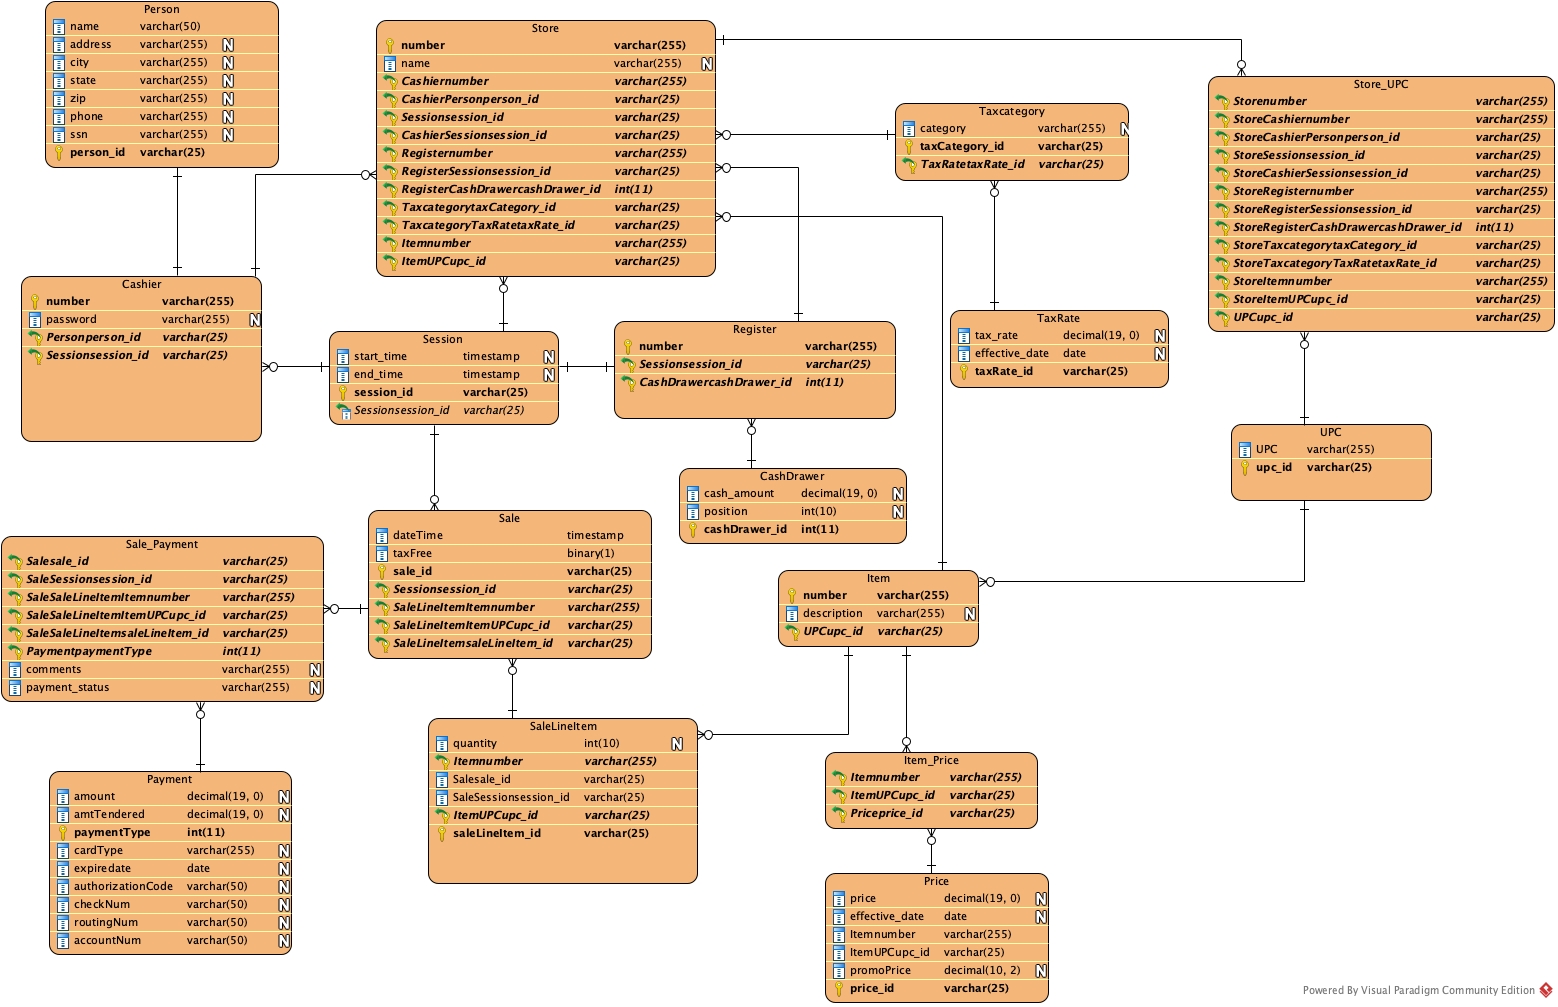 Person
name varchar(50)
address varchar(255) N
city varchar(255) N
state varchar(255) N
zip varchar(255) N
phone varchar(255) N
ssn varchar(255) N
person_id varchar(25)
Store
number varchar(255)
name varchar(255) N
Cashiernumber varchar(255)
CashierPersonperson_id varchar(25)
Sessionsession_id varchar(25)
CashierSessionsession_id varchar(25)
Registernumber varchar(255)
RegisterSessionsession_id varchar(25)
RegisterCashDrawercashDrawer_id int(11)
TaxcategorytaxCategory_id varchar(25)
TaxcategoryTaxRatetaxRate_id varchar(25)
Itemnumber varchar(255)
ItemUPCupc_id varchar(25)
Taxcategory
category varchar(255) N
taxCategory_id varchar(25)
TaxRatetaxRate_id varchar(25)
Store_UPC
Storenumber varchar(255)
StoreCashiernumber varchar(255)
StoreCashierPersonperson_id varchar(25)
StoreSessionsession_id varchar(25)
StoreCashierSessionsession_id varchar(25)
StoreRegisternumber varchar(255)
StoreRegisterSessionsession_id varchar(25)
StoreRegisterCashDrawercashDrawer_id int(11)
StoreTaxcategorytaxCategory_id varchar(25)
StoreTaxcategoryTaxRatetaxRate_id varchar(25)
StoreItemnumber varchar(255)
StoreItemUPCupc_id varchar(25)
UPCupc_id varchar(25)
Cashier
number varchar(255)
password varchar(255) N
Personperson_id varchar(25)
Sessionsession_id varchar(25)
Session
start_time timestamp N
end_time timestamp N
session_id varchar(25)
Sessionsession_id varchar(25)
Register
number varchar(255)
Sessionsession_id varchar(25)
CashDrawercashDrawer_id int(11)
TaxRate
tax_rate decimal(19, 0) N
effective_date date N
taxRate_id varchar(25)
CashDrawer
cash_amount decimal(19, 0) N
position int(10) N
cashDrawer_id int(11)
UPC
UPC varchar(255)
upc_id varchar(25)
Sale
dateTime timestamp
taxFree binary(1)
sale_id varchar(25)
Sessionsession_id varchar(25)
SaleLineItemItemnumber varchar(255)
SaleLineItemItemUPCupc_id varchar(25)
SaleLineItemsaleLineItem_id varchar(25)
Sale_Payment
Salesale_id varchar(25)
SaleSessionsession_id varchar(25)
SaleSaleLineItemItemnumber varchar(255)
SaleSaleLineItemItemUPCupc_id varchar(25)
SaleSaleLineItemsaleLineItem_id varchar(25)
PaymentpaymentType int(11)
comments varchar(255) N
payment_status varchar(255) N
Item
number varchar(255)
description varchar(255) N
UPCupc_id varchar(25)
SaleLineItem
quantity int(10) N
Itemnumber varchar(255)
Salesale_id varchar(25)
SaleSessionsession_id varchar(25)
ItemUPCupc_id varchar(25)
saleLineItem_id varchar(25)
Item_Price
Itemnumber varchar(255)
ItemUPCupc_id varchar(25)
Priceprice_id varchar(25)
Payment
amount decimal(19, 0) N
amtTendered decimal(19, 0) N
paymentType int(11)
cardType varchar(255) N
expiredate date N
authorizationCode varchar(50) N
checkNum varchar(50) N
routingNum varchar(50) N
accountNum varchar(50) N
Price
price decimal(19, 0) N
effective_date date N
Itemnumber varchar(255)
ItemUPCupc_id varchar(25)
promoPrice decimal(10, 2) N
price_id varchar(25)
Powered By Visual Paradigm Community Edition